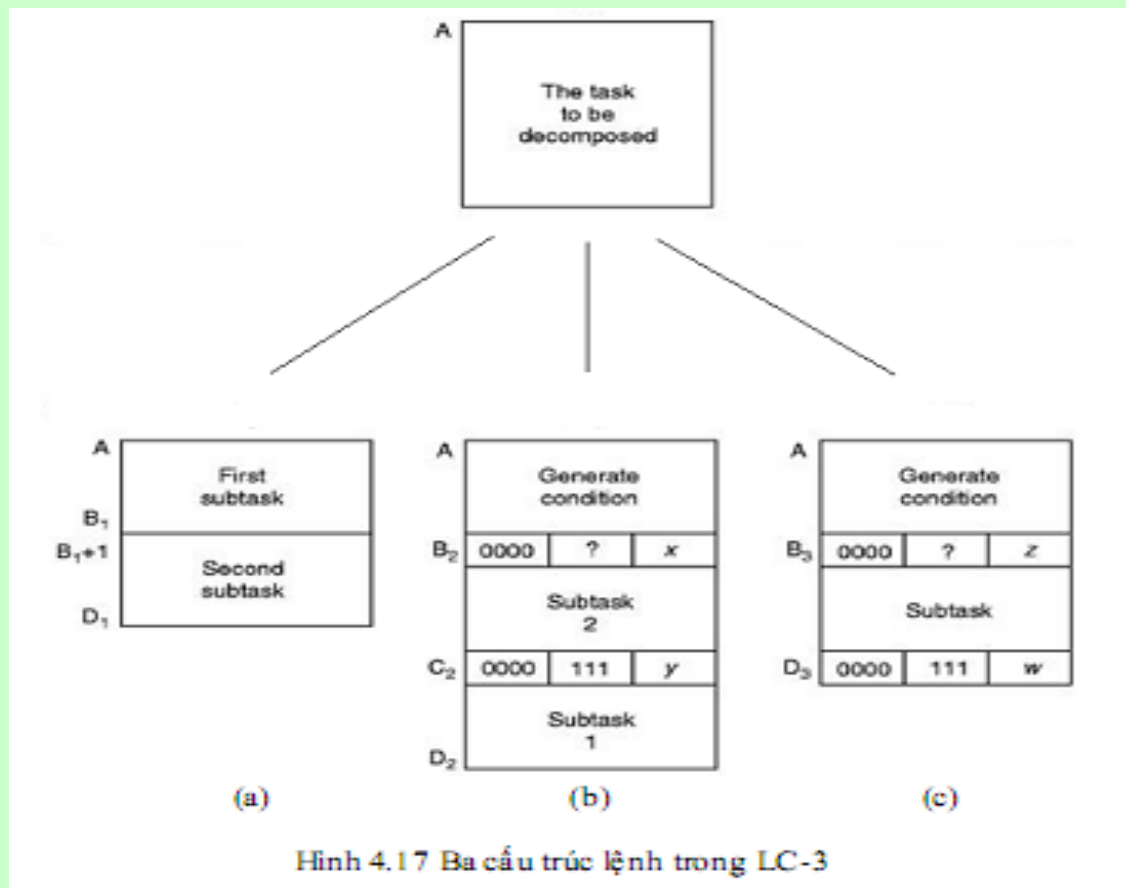 A
The task
to be
decomposed
A
First
subtask
B₁
B₁+1
Second
subtask
D₁
A
Generate
condition
B₂ 0000 ? x
Subtask
2
C₂ 0000 111 y
Subtask
1
D₂
A
Generate
condition
B₃ 0000 ? z
Subtask
D₃ 0000 111 w
(a) (b) (c)
Hình 4.17 Ba cấu trúc lệnh trong LC-3